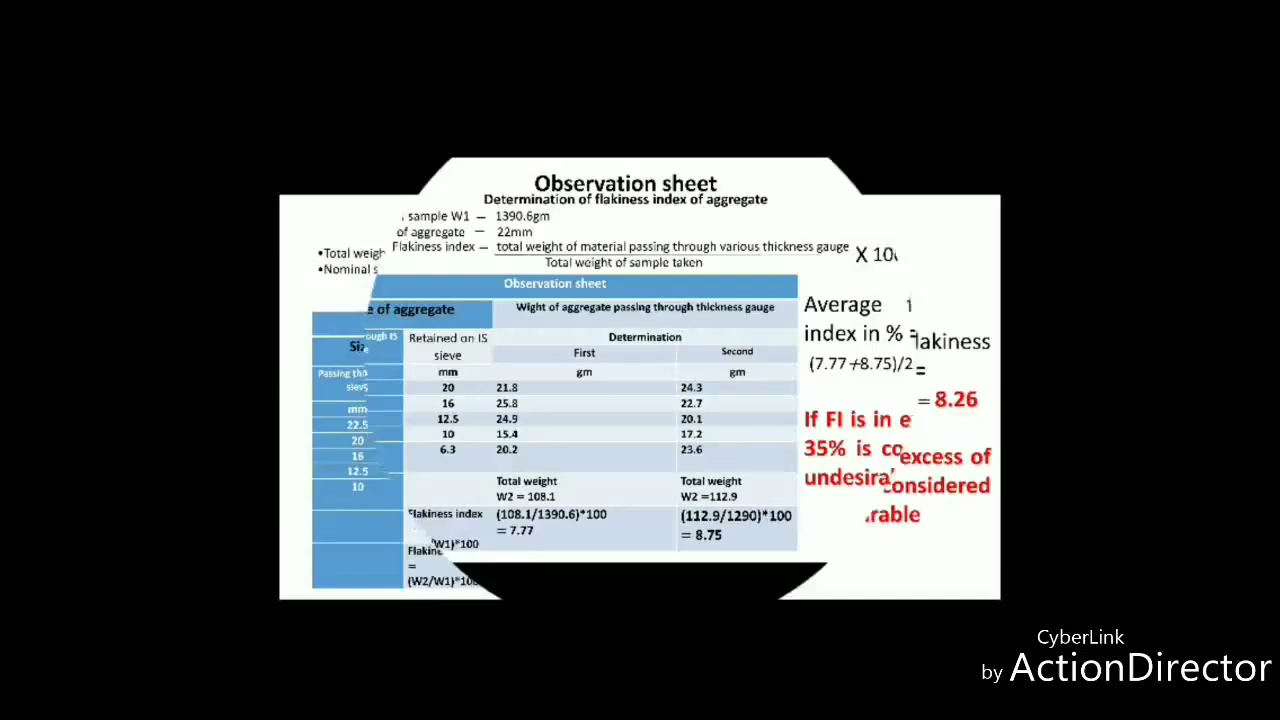 Observation sheet
Determination of flakiness index of aggregate
sample W1 – 1390.6gm
of aggregate – 22mm
•Total weigh
•Nominal s
Flakiness index – total weight of material passing through various thickness gauge X 10
Total weight of sample taken
Observation sheet
e of aggregate Wight of aggregate passing through thickness gauge
Siz
ough IS Retained on IS sieve Determination
Passing th First Second
mm mm gm gm
22.5 20 21.8 24.3
20 16 25.8 22.7
16 12.5 24.9 20.1
12.5 10 15.4 17.2
10 6.3 20.2 23.6
Total weight Total weight
W2 = 108.1 W2 =112.9
Flakiness index (108.1/1390.6)*100 (112.9/1290)*100
W1)*100 = 7.77 = 8.75
Flakin
=
(W2/W1)*10
Average
index in % = lakiness
(7.77+8.75)/2 =
= 8.26
If FI is in e
35% is co excess of
undesira onsidered
rable
CyberLink
by ActionDirector